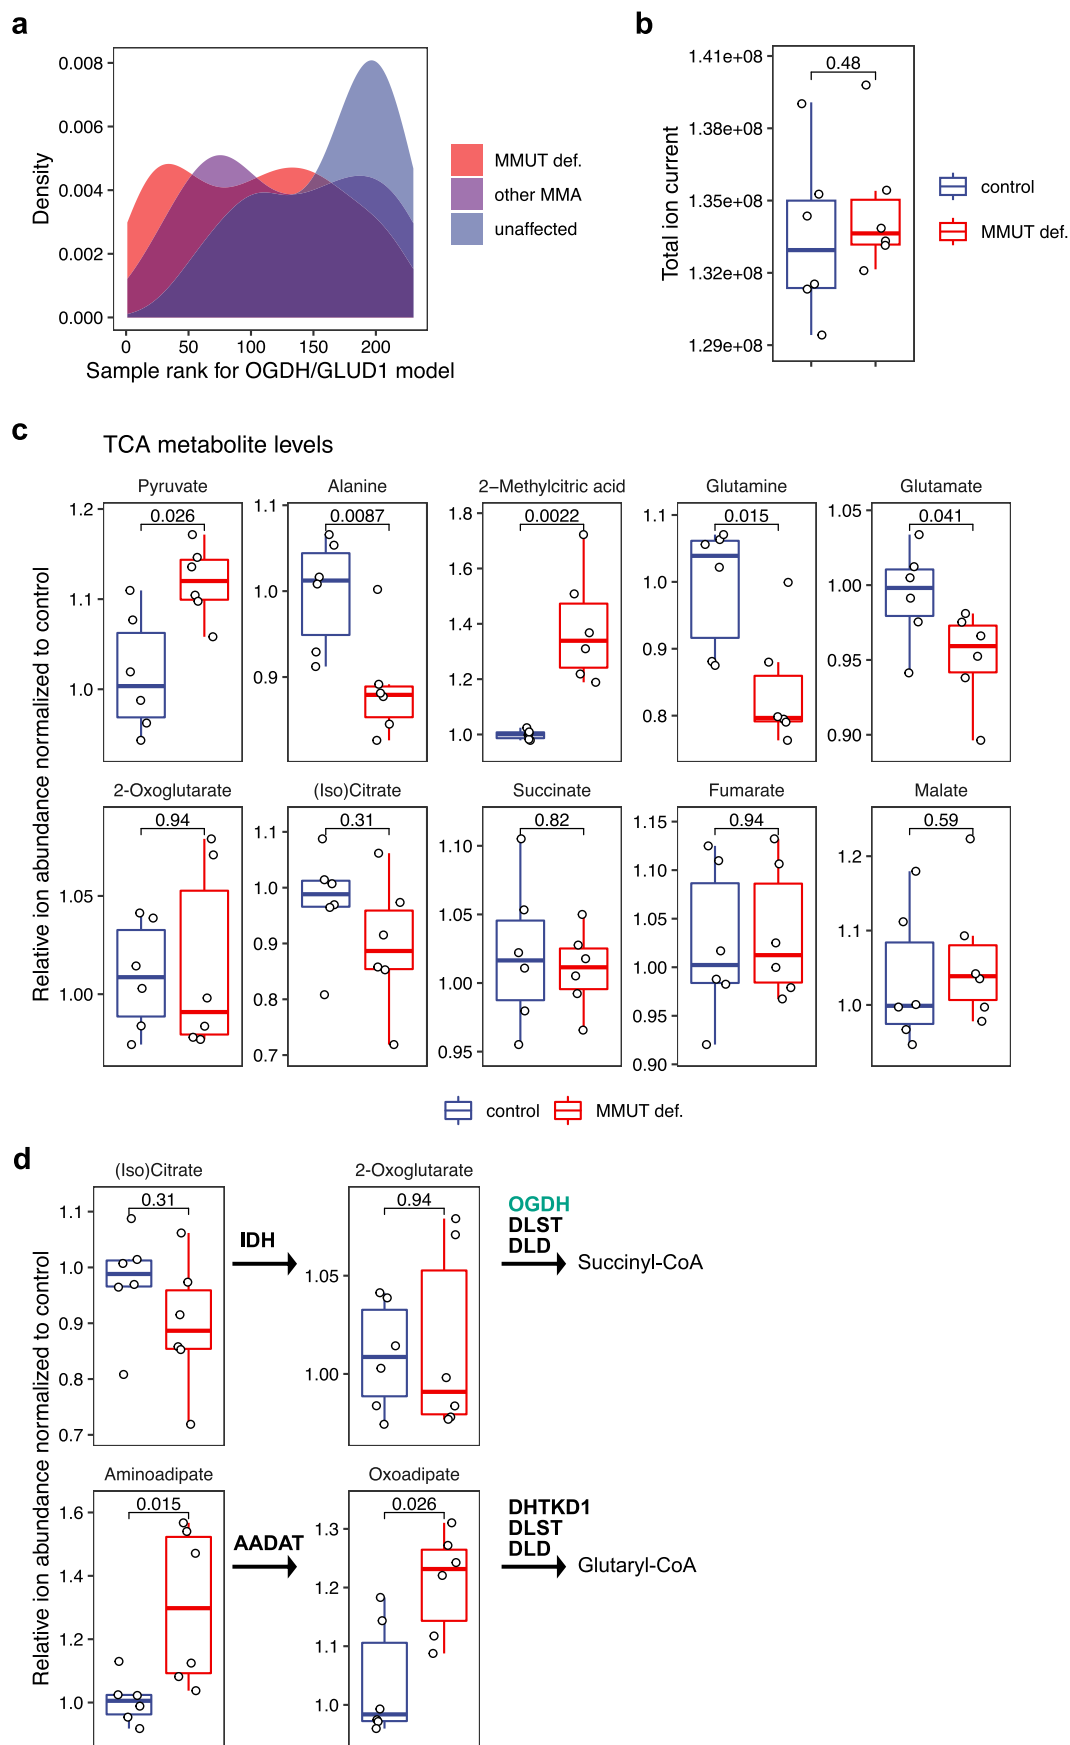 a
0.008
0.006
0.004
0.002
0.000
Density
0
50
100
150
200
Sample rank for OGDH/GLUD1 model
MMUT def.
other MMA
unaffected
b
1.41e+08
1.38e+08
1.35e+08
1.32e+08
1.29e+08
Total ion current
0.48
control
MMUT def.
c
TCA metabolite levels
Relative ion abundance normalized to control
Pyruvate
0.026
1.2
1.1
1.0
Alanine
0.0087
1.1
1.0
0.9
2−Methylcitric acid
0.0022
1.8
1.6
1.4
1.2
1.0
Glutamine
0.015
1.1
1.0
0.9
0.8
Glutamate
0.041
1.05
1.00
0.95
0.90
2-Oxoglutarate
0.94
1.05
1.00
(Iso)Citrate
0.31
1.1
1.0
0.9
0.8
0.7
Succinate
0.82
1.10
1.05
1.00
0.95
Fumarate
0.94
1.15
1.10
1.05
1.00
0.95
0.90
Malate
0.59
1.2
1.1
1.0
control
MMUT def.
d
Relative ion abundance normalized to control
(Iso)Citrate
0.31
1.1
1.0
0.9
0.8
0.7
IDH
2-Oxoglutarate
0.94
1.05
1.00
OGDH
DLST
DLD
Succinyl-CoA
Aminoadipate
0.015
1.6
1.4
1.2
1.0
AADAT
Oxoadipate
0.026
1.3
1.2
1.1
1.0
DHTKD1
DLST
DLD
Glutaryl-CoA